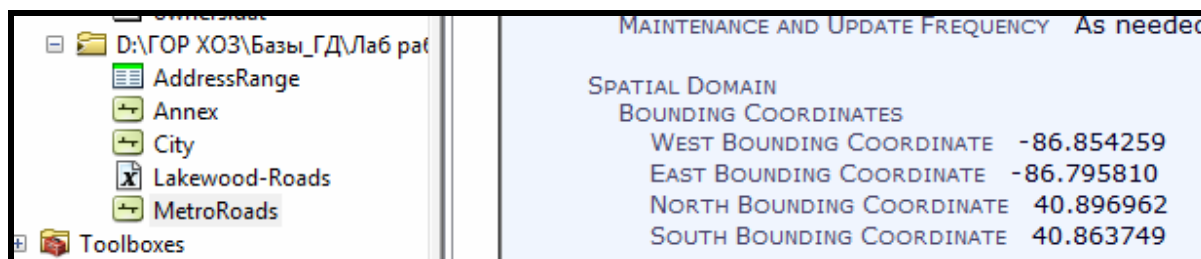 D:\ГОР ХОЗ\Базы_ГД\Лаб
AddressRange
Annex
City
Lakewood-Roads
MetroRoads
Toolboxes
MAINTENANCE AND UPDATE FREQUENCY As needed
SPATIAL DOMAIN
BOUNDING COORDINATES
WEST BOUNDING COORDINATE -86.854259
EAST BOUNDING COORDINATE -86.795810
NORTH BOUNDING COORDINATE 40.896962
SOUTH BOUNDING COORDINATE 40.863749